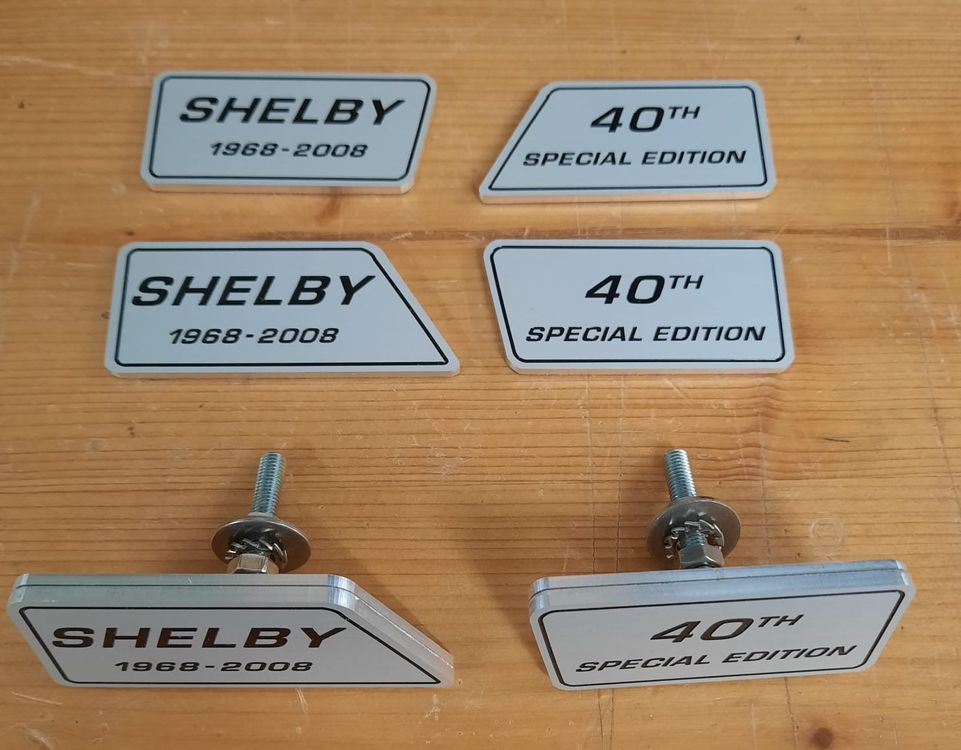 SHELBY
1968-2008
40TH
SPECIAL EDITION
SHELBY
1968-2008
40TH
SPECIAL EDITION
SHELBY
1968-2008
40TH
SPECIAL EDITION